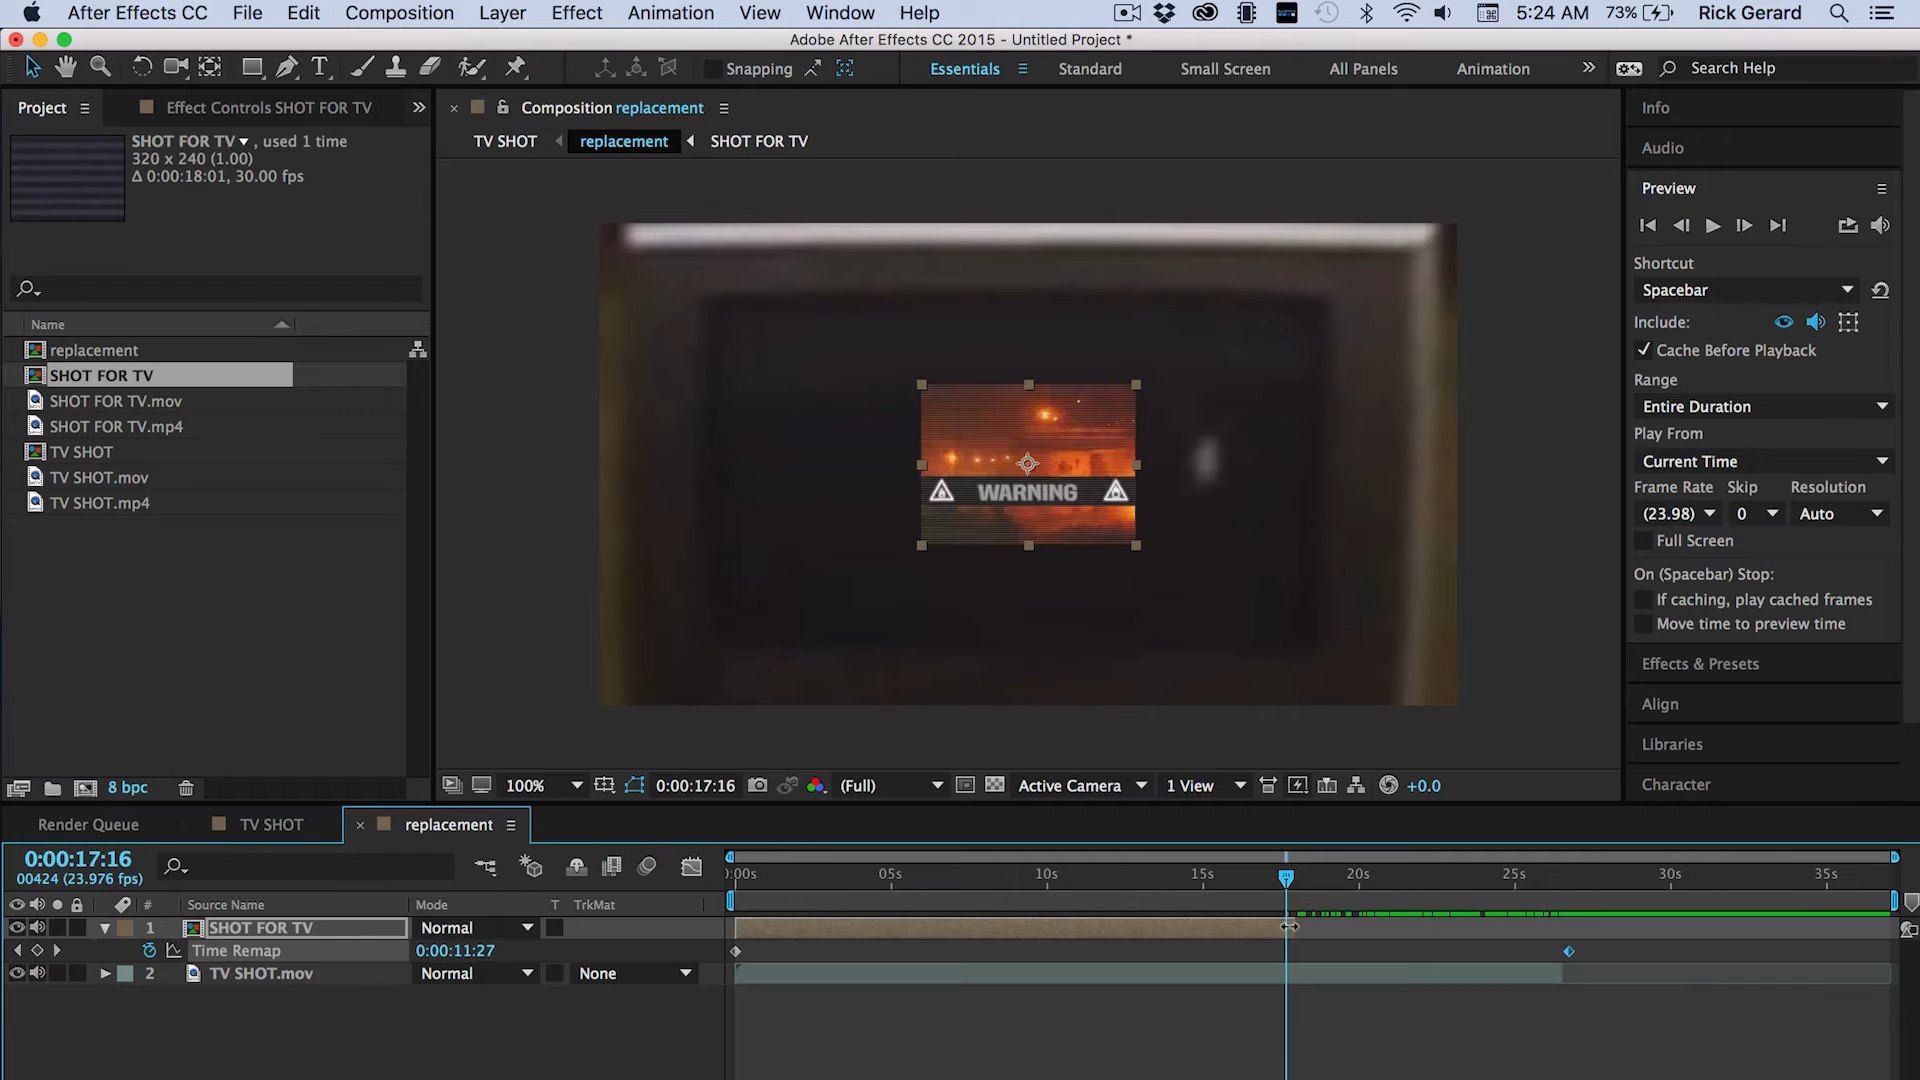 After Effects CC File Edit Composition Layer Effect Animation View Window Help 5:24 AM 73% Rick Gerard
Adobe After Effects CC 2015 - Untitled Project *
T Snapping Essentials Standard Small Screen All Panels Animation Search Help
Project Effect Controls SHOT FOR TV
SHOT FOR TV , used 1 time
320 x 240 (1.00)
Δ 0:00:18:01, 30.00 fps
Name
replacement
SHOT FOR TV
SHOT FOR TV.mov
SHOT FOR TV.mp4
TV SHOT
TV SHOT.mov
TV SHOT.mp4
8 bpc
Composition replacement
TV SHOT replacement SHOT FOR TV
WARNING
100% 0:00:17:16 (Full) Active Camera 1 View +0.0
Info
Audio
Preview
Shortcut
Spacebar
Include:
Cache Before Playback
Range
Entire Duration
Play From
Current Time
Frame Rate Skip Resolution
(23.98) 0 Auto
Full Screen
On (Spacebar) Stop:
If caching, play cached frames
Move time to preview time
Effects & Presets
Align
Libraries
Character
Render Queue TV SHOT replacement
0:00:17:16
00424 (23.976 fps)
:00s 05s 10s 15s 20s 25s 30s 35s
# Source Name Mode T TrkMat
1 SHOT FOR TV Normal
Time Remap 0:00:11:27
2 TV SHOT.mov Normal None